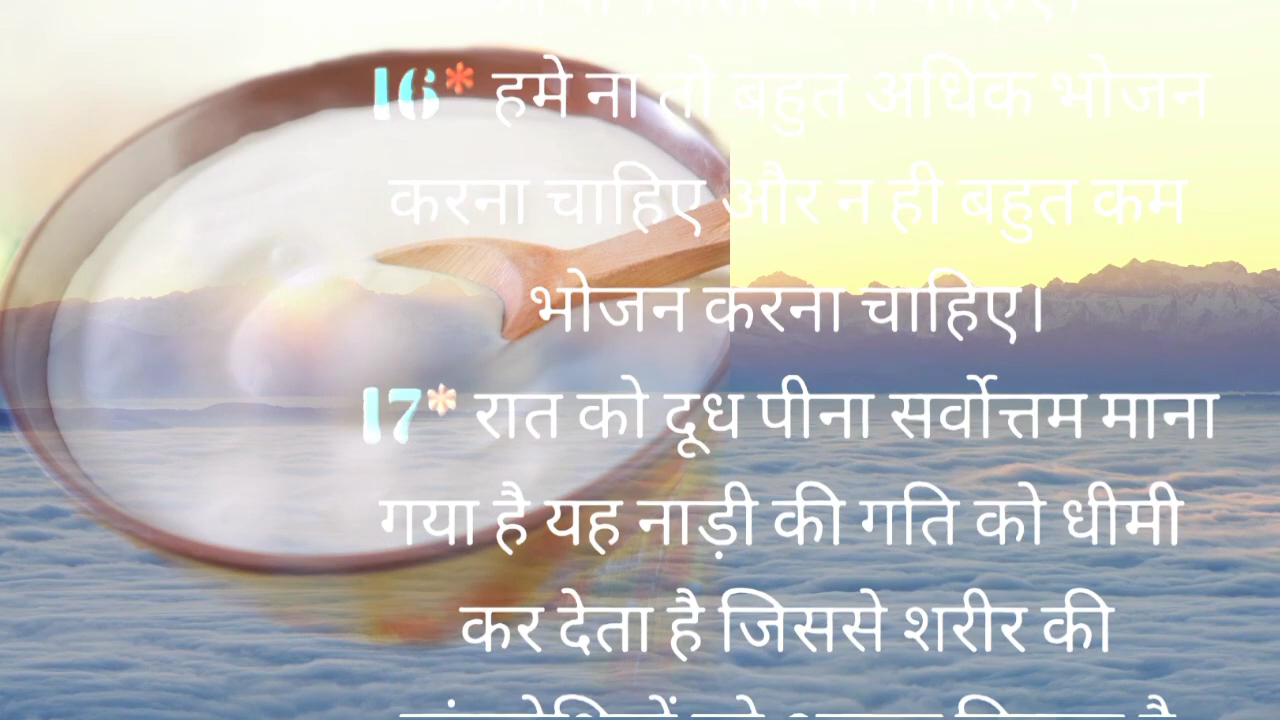 16* हमे ना तो बहुत अधिक भोजन
करना चाहिए और न ही बहुत कम
भोजन करना चाहिए।
17* रात को दूध पीना सर्वोत्तम माना
गया है यह नाड़ी की गति को धीमी
कर देता है जिससे शरीर की